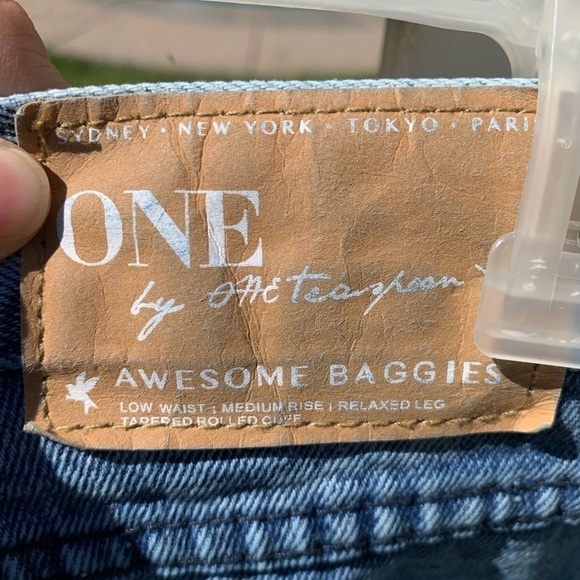 SYDNEY · NEW YORK · TOKYO · PARIS
ONE
by ONE Teaspoon
AWESOME BAGGIES
LOW WAIST ¦ MEDIUM RISE ¦ RELAXED LEG
TAPERED ROLLED CUFF